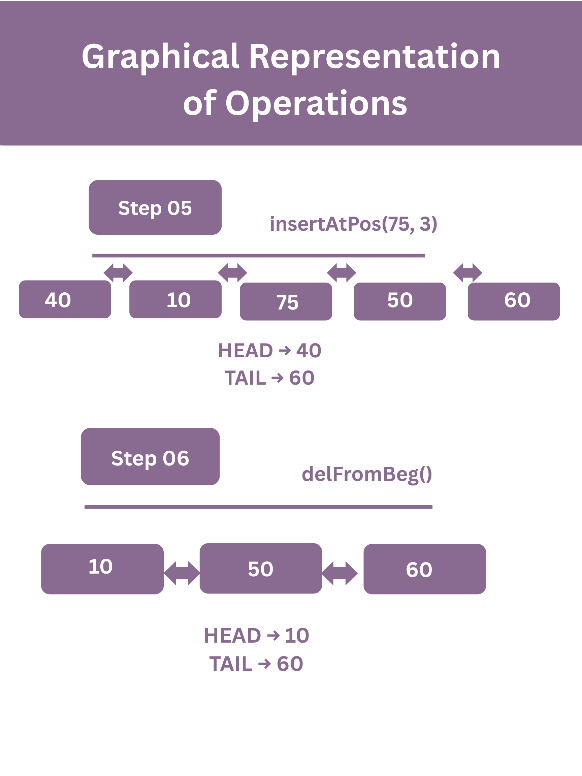 Graphical Representation
of Operations
Step 05
insertAtPos(75, 3)
40 10 75 50 60
HEAD → 40
TAIL → 60
Step 06
delFromBeg()
10 50 60
HEAD → 10
TAIL → 60